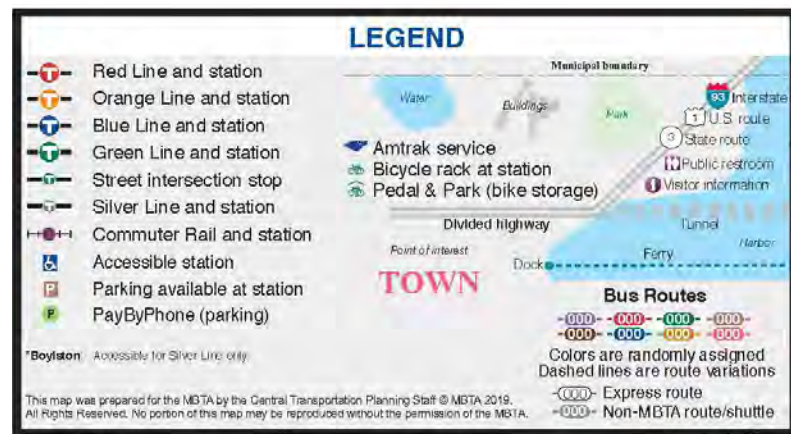 LEGEND
T Red Line and station
T Orange Line and station
T Blue Line and station
T Green Line and station
T Street intersection stop
T Silver Line and station
Commuter Rail and station
Accessible station
P Parking available at station
P PayByPhone (parking)
*Boylston Accessible for Silver Line only
This map was prepared for the MBTA by the Central Transportation Planning Staff © MBTA 2019.
All Rights Reserved. No portion of this map may be reproduced without the permission of the MBTA.
Municipal boundary
Water
Buildings
Park
93 Interstate
1 U.S. route
3 State route
Public restroom
i Visitor information
Amtrak service
Bicycle rack at station
Pedal & Park (bike storage)
Divided highway
Tunnel
Point of interest
Harbor
Ferry
Dock
TOWN
Bus Routes
000 000 000 000
000 000 000 000
Colors are randomly assigned
Dashed lines are route variations
000 Express route
000 Non-MBTA route/shuttle